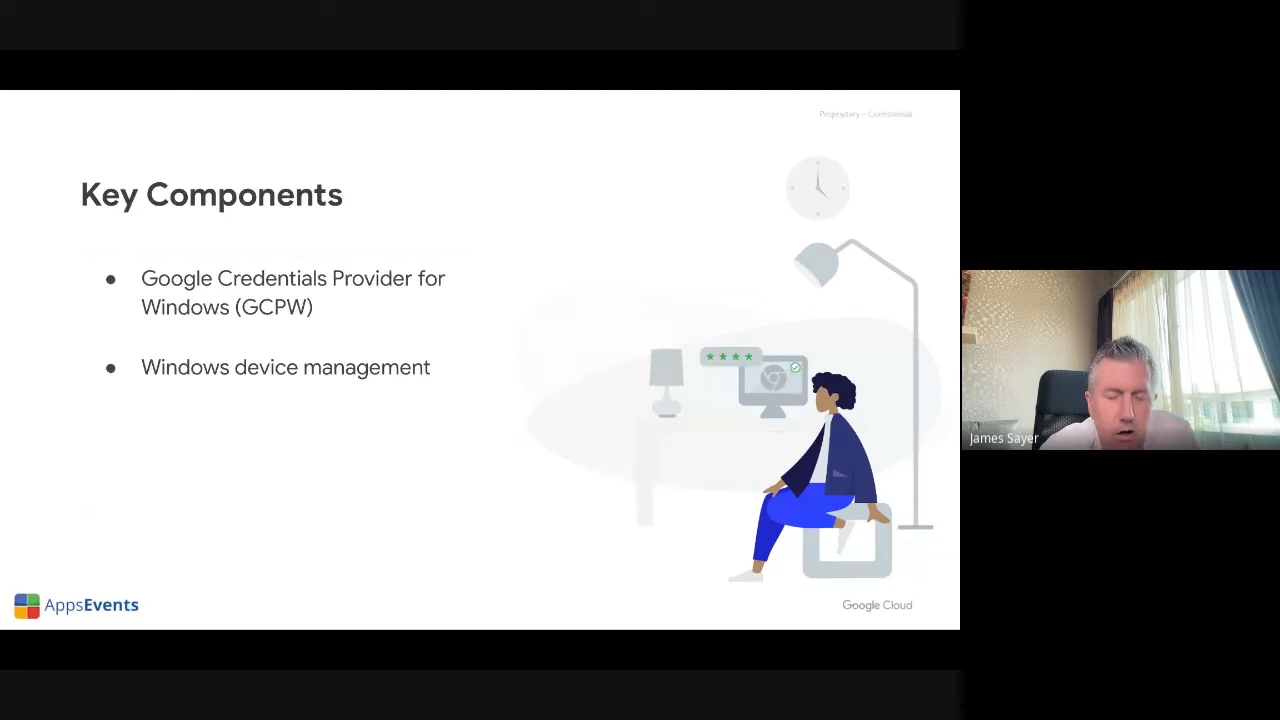 Proprietary + Confidential
Key Components
● Google Credentials Provider for
Windows (GCPW)
● Windows device management
AppsEvents
Google Cloud
James Sayer